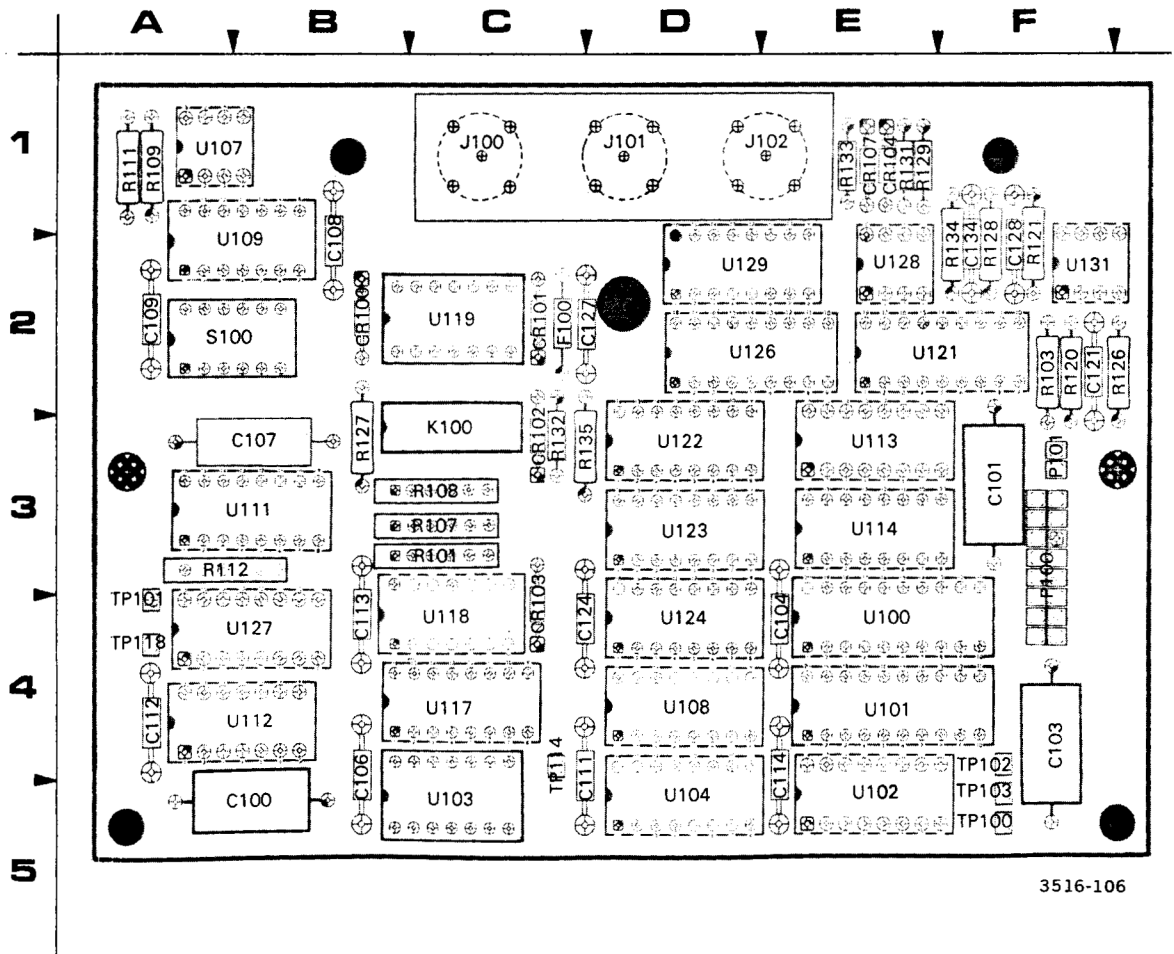 A B C D E F
1
J100 J101 J102
R111
R109
U107
R133
CR107
CR104
R131
R129
U109
C108
R134
C134
R128
C128
R121
U129
U128
U131
2
C109
S100
CR100
U119
CR101
F100
C127
U126
U121
R103
R120
C121
R126
C107
R127
K100
CR102
R132
R135
U122
U113
C101
P101
3
U111
R108
R107
R101
U123
U114
P100
R112
TP101
TP118
U127
C113
U118
CR103
C124
U124
C104
U100
4
C112
U112
C106
U117
TP114
C111
U108
C114
U101
C103
TP102
TP103
TP100
C100
U103
U104
U102
5
3516-106